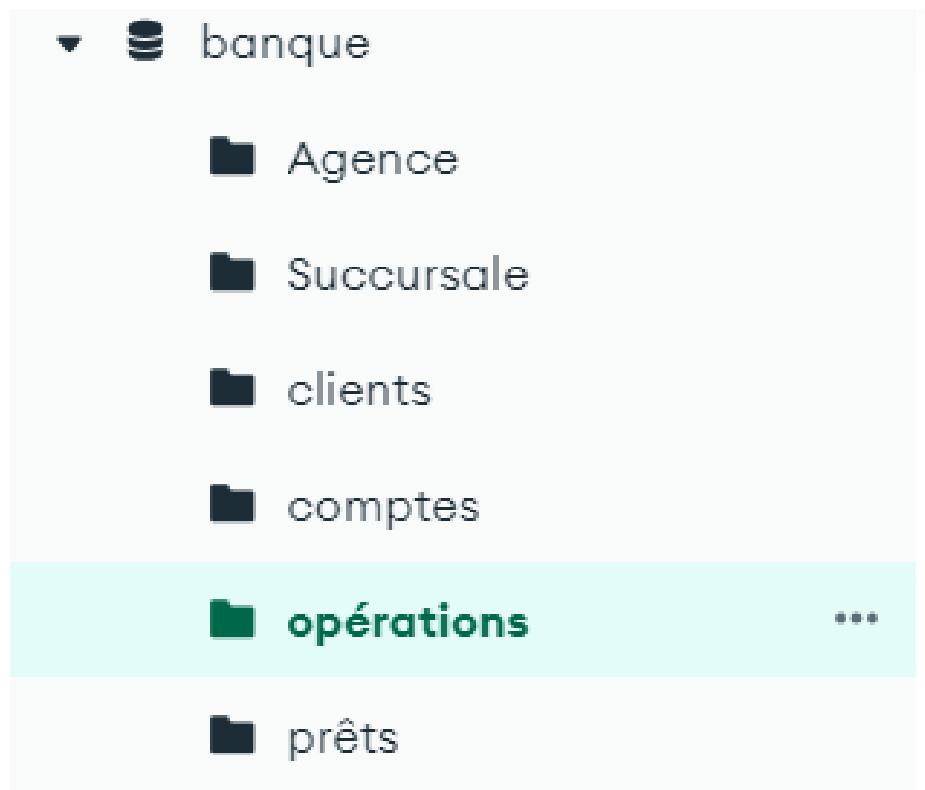 banque
Agence
Succursale
clients
comptes
opérations
prêts